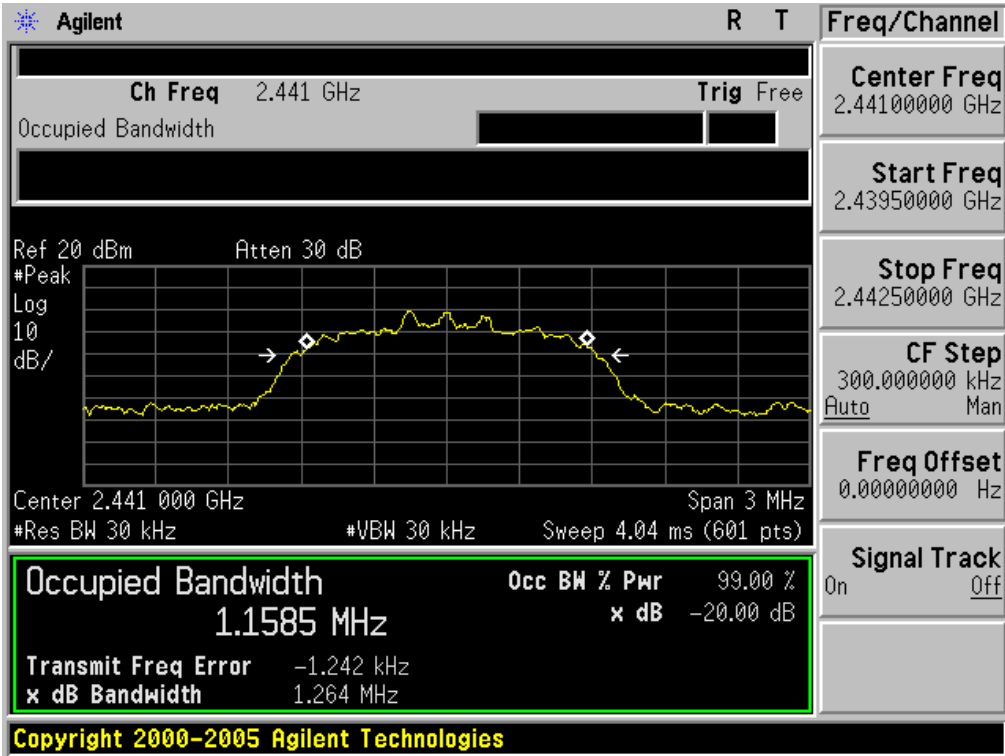 Agilent R T
Freq/Channel
Ch Freq 2.441 GHz Trig Free
Occupied Bandwidth
Ref 20 dBm Atten 30 dB
#Peak
Log
10
dB/
Center 2.441 000 GHz Span 3 MHz
#Res BW 30 kHz #VBW 30 kHz Sweep 4.04 ms (601 pts)
Occupied Bandwidth Occ BW % Pwr 99.00 %
1.1585 MHz x dB -20.00 dB
Transmit Freq Error -1.242 kHz
x dB Bandwidth 1.264 MHz
Center Freq
2.44100000 GHz
Start Freq
2.43950000 GHz
Stop Freq
2.44250000 GHz
CF Step
300.000000 kHz
Auto Man
Freq Offset
0.00000000 Hz
Signal Track
On Off
Copyright 2000-2005 Agilent Technologies